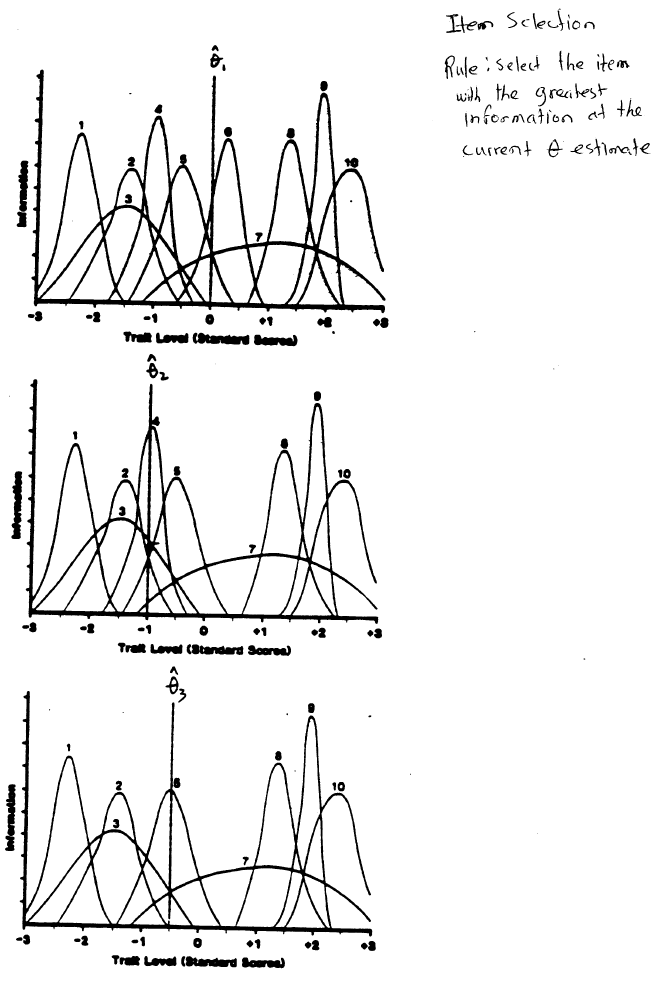 Item Selection
Rule: select the item
with the greatest
information at the
current θ estimate
θ̂₁
9
4
1
6
8
2
5
10
3
7
Information
-3 -2 -1 0 +1 +2 +3
Trait Level (Standard Scores)
θ̂₂
9
4
1
8
2
5
10
3
7
Information
-3 -2 -1 0 +1 +2 +3
Trait Level (Standard Scores)
θ̂₃
9
1
8
2
5
10
3
7
Information
-3 -2 -1 0 +1 +2 +3
Trait Level (Standard Scores)